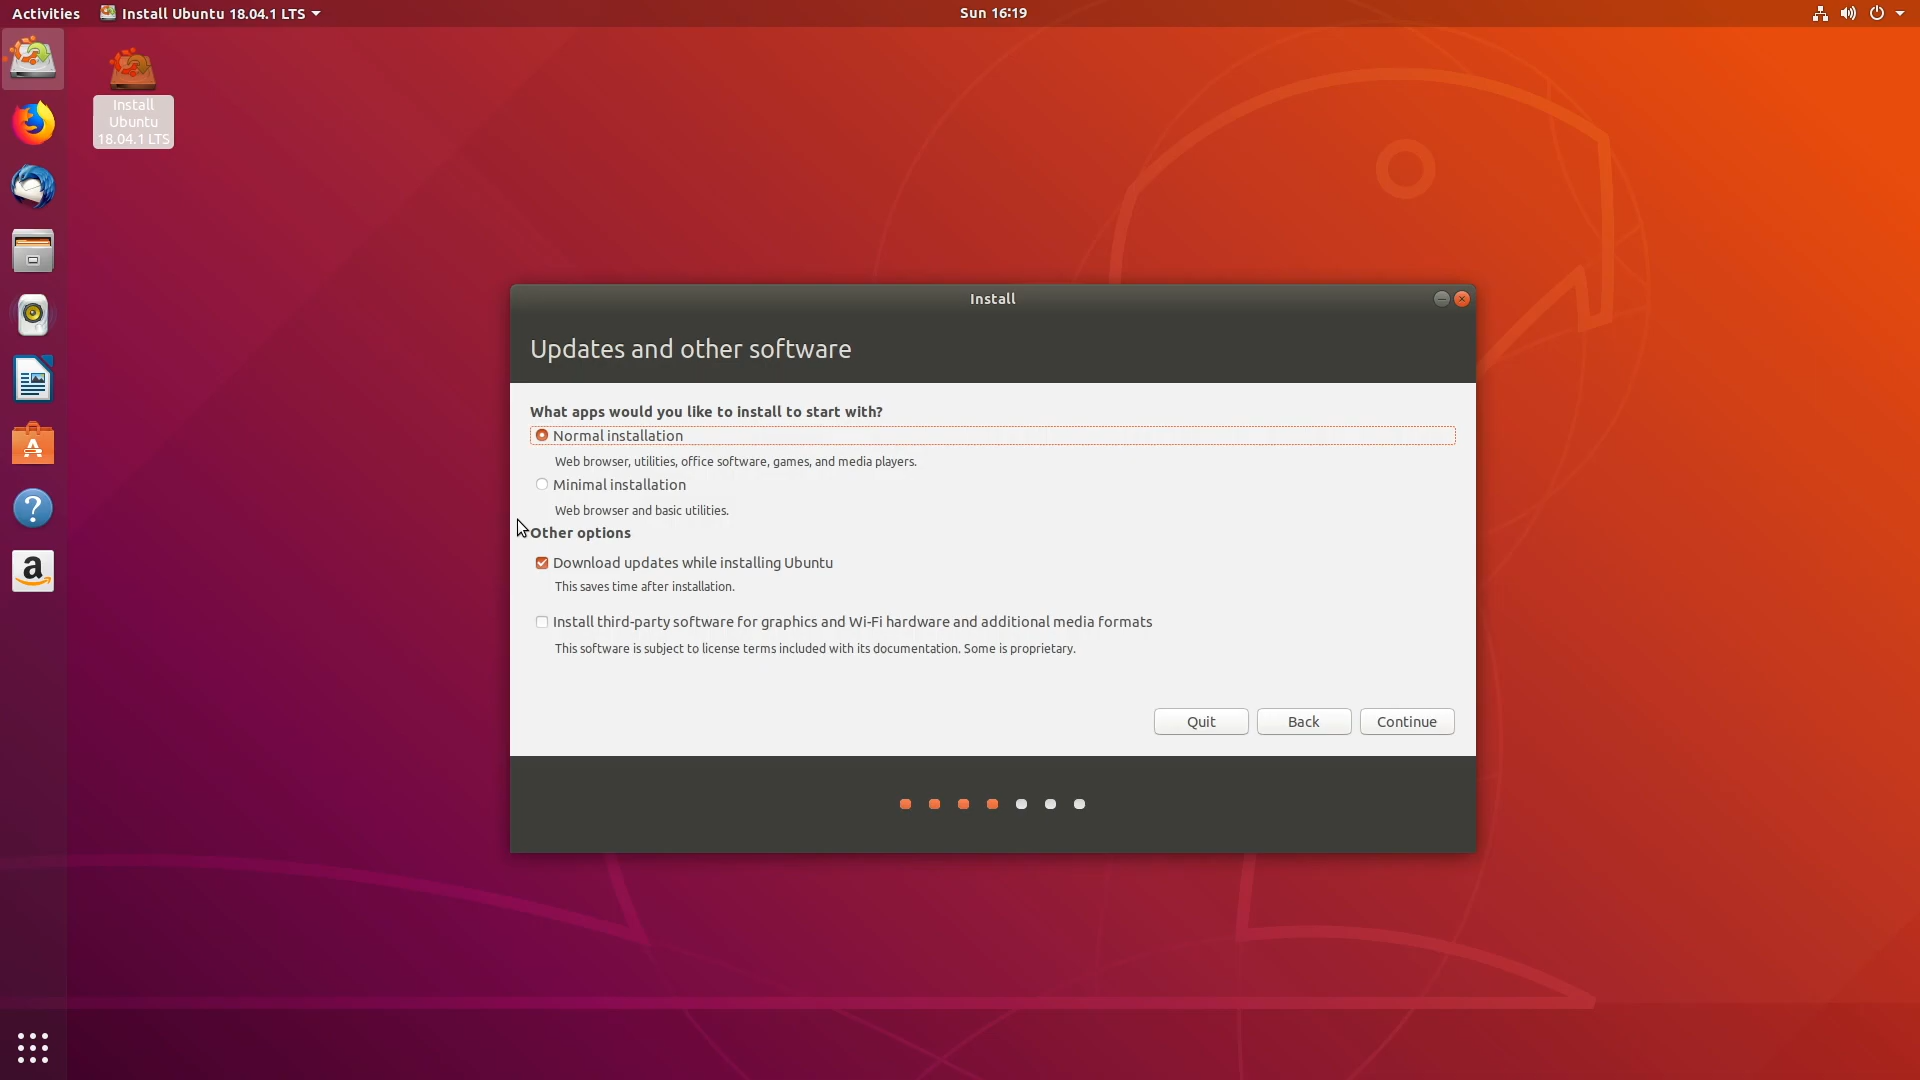 Activities
Install Ubuntu 18.04.1 LTS
Sun 16:19
Install
Ubuntu
18.04.1 LTS
Install
Updates and other software
What apps would you like to install to start with?
Normal installation
Web browser, utilities, office software, games, and media players.
Minimal installation
Web browser and basic utilities.
Other options
Download updates while installing Ubuntu
This saves time after installation.
Install third-party software for graphics and Wi-Fi hardware and additional media formats
This software is subject to license terms included with its documentation. Some is proprietary.
Quit
Back
Continue